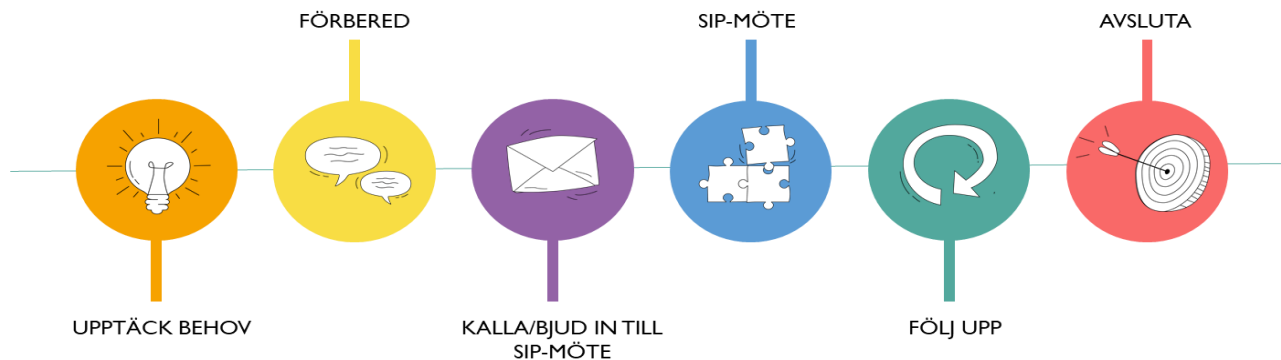 UPPTÄCK BEHOV
FÖRBERED
KALLA/BJUD IN TILL
SIP-MÖTE
SIP-MÖTE
FÖLJ UPP
AVSLUTA